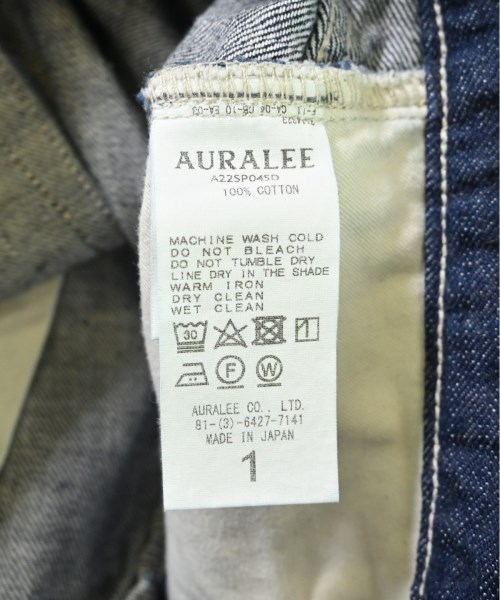 AURALEE
A22SP04SD
100% COTTON
MACHINE WASH COLD
DO NOT BLEACH
DO NOT TUMBLE DRY
LINE DRY IN THE SHADE
WARM IRON
DRY CLEAN
WET CLEAN
30
F W
AURALEE CO., LTD.
81-(3)-6427-7141
MADE IN JAPAN
1